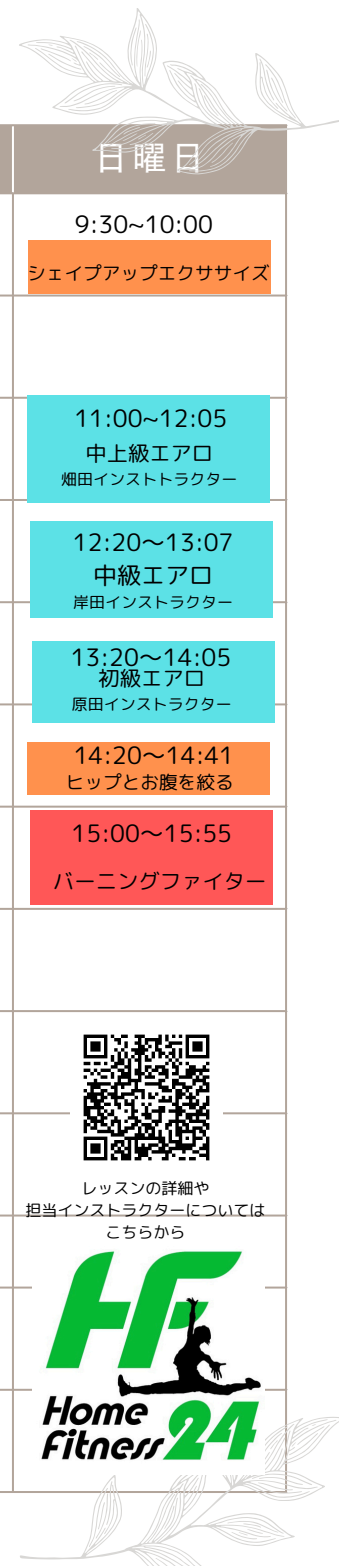 日曜日
9:30~10:00
シェイプアップエクササイズ
11:00~12:05
中上級エアロ
畑田インストトラクター
12:20〜13:07
中級エアロ
岸田インストラクター
13:20〜14:05
初級エアロ
原田インストラクター
14:20〜14:41
ヒップとお腹を絞る
15:00〜15:55
バーニングファイター
レッスンの詳細や
担当インストラクターについては
こちらから
HF
Home
Fitness 24